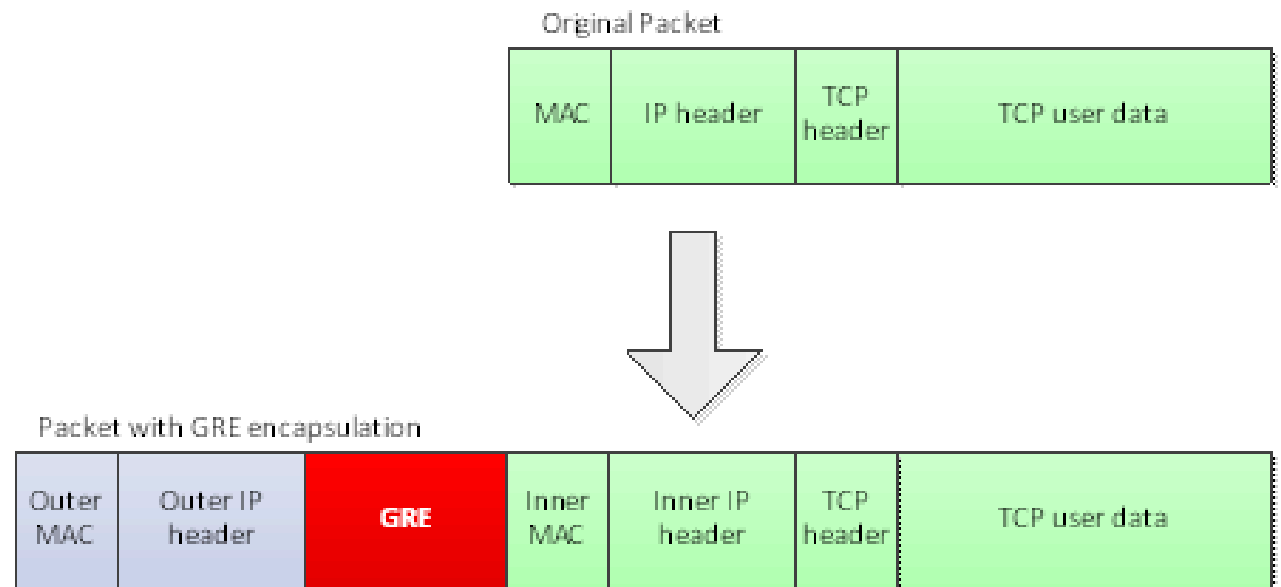 Original Packet
MAC
IP header
TCP
header
TCP user data
Packet with GRE encapsulation
Outer
MAC
Outer IP
header
GRE
Inner
MAC
Inner IP
header
TCP
header
TCP user data